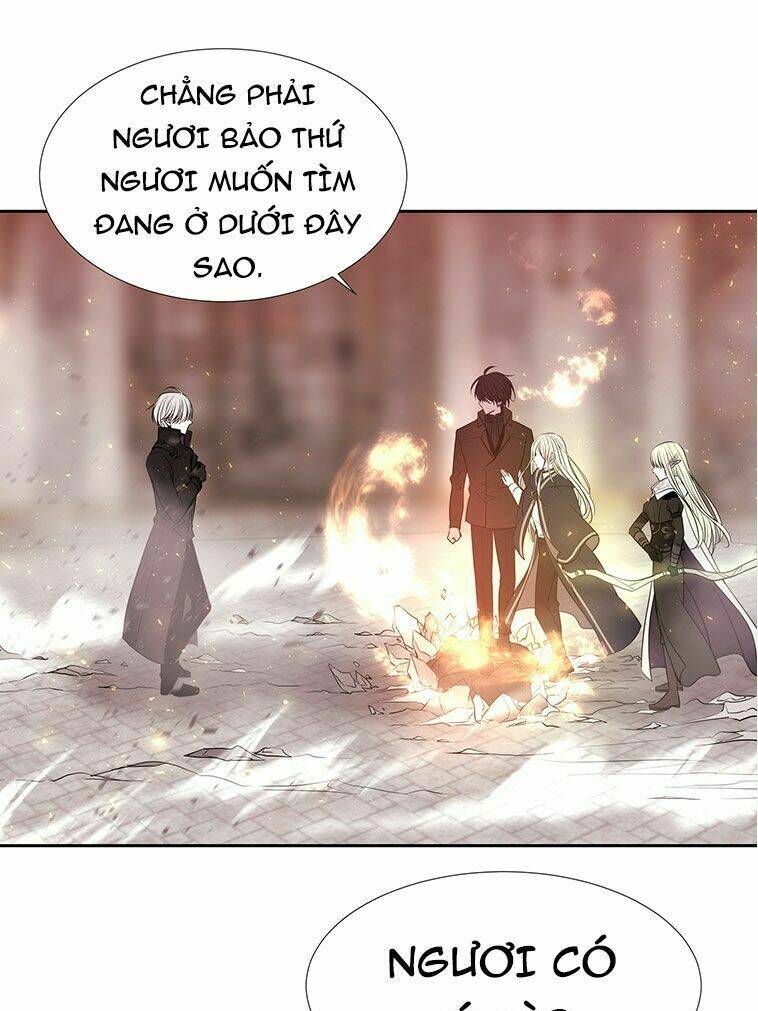 CHẲNG PHẢI
NGƯƠI BẢO THỨ
NGƯƠI MUỐN TÌM
ĐANG Ở DƯỚI ĐÂY
SAO.
NGƯƠI CÓ